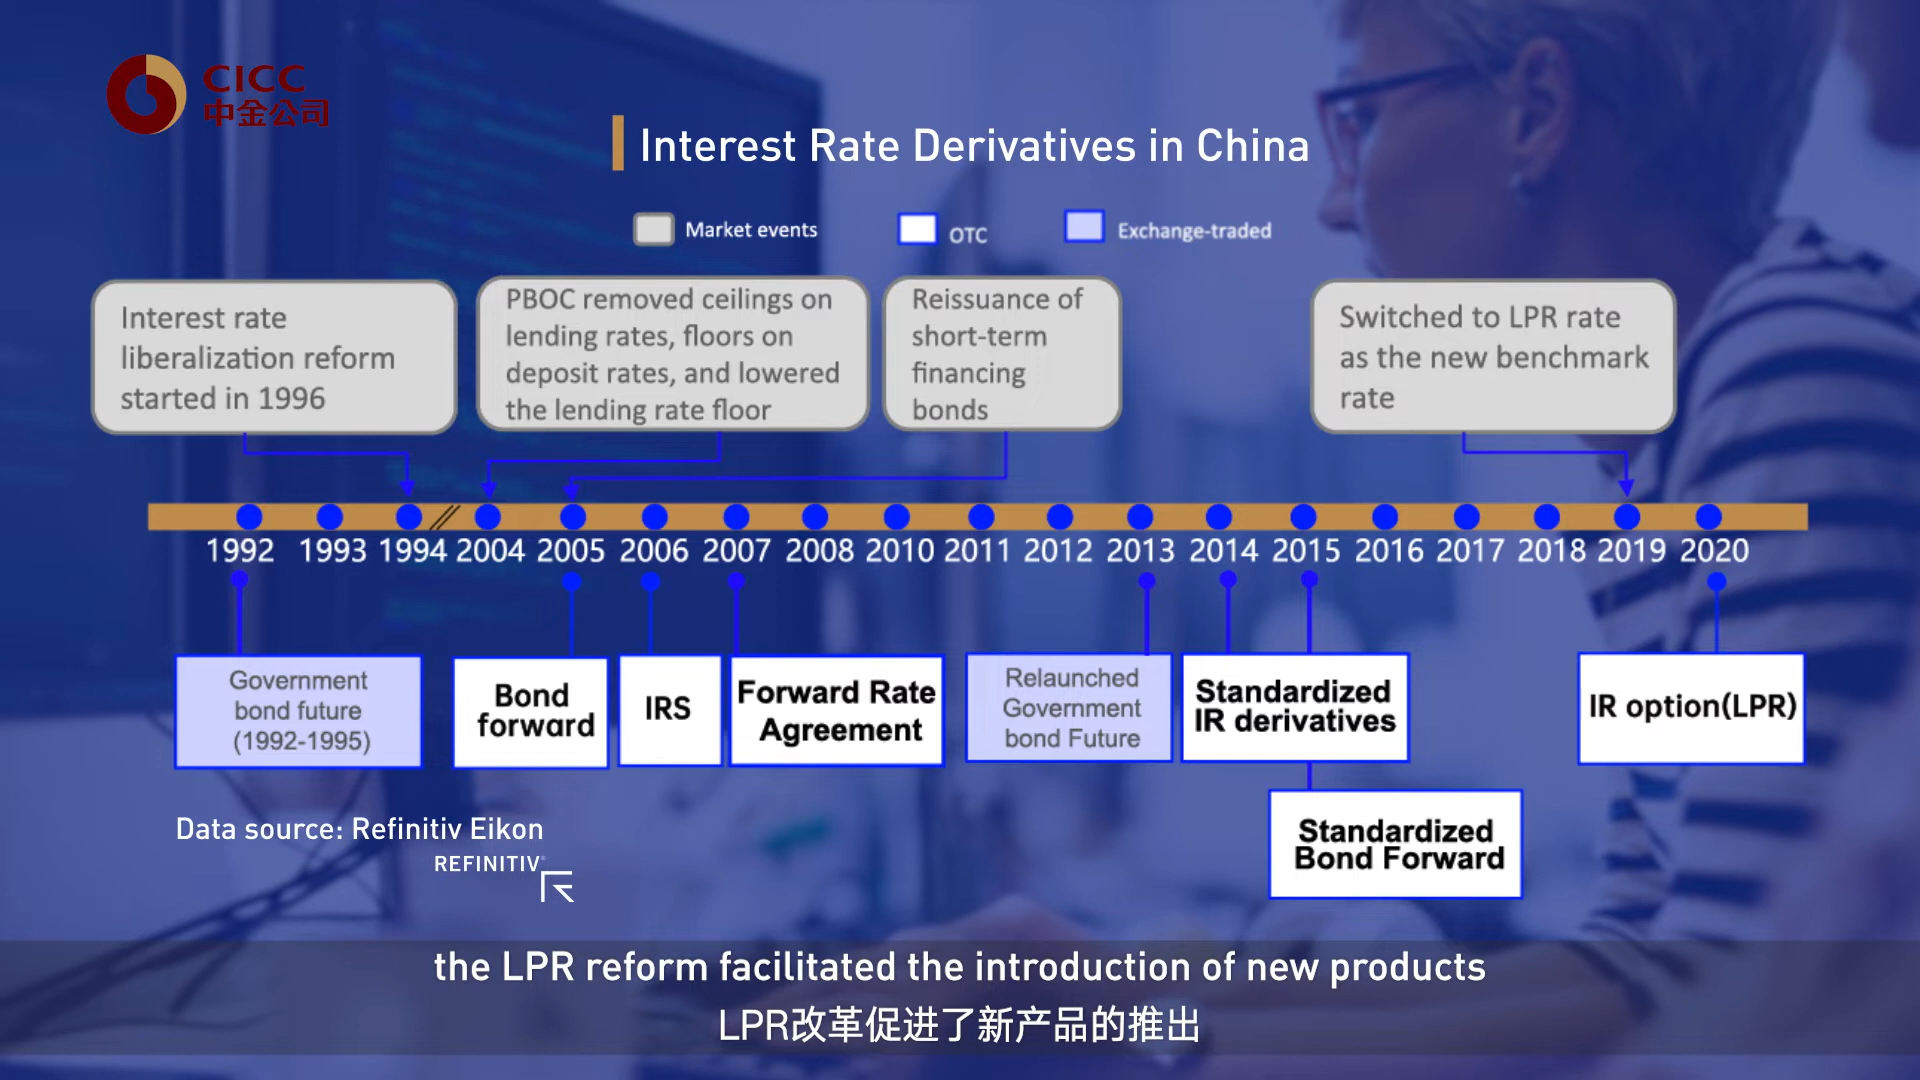 CICC
中金公司
Interest Rate Derivatives in China
Market events
OTC
Exchange-traded
Interest rate
liberalization reform
started in 1996
PBOC removed ceilings on
lending rates, floors on
deposit rates, and lowered
the lending rate floor
Reissuance of
short-term
financing
bonds
Switched to LPR rate
as the new benchmark
rate
1992 1993 1994 2004 2005 2006 2007 2008 2010 2011 2012 2013 2014 2015 2016 2017 2018 2019 2020
Government
bond future
(1992-1995)
Bond
forward
IRS
Forward Rate
Agreement
Relaunched
Government
bond Future
Standardized
IR derivatives
IR option(LPR)
Standardized
Bond Forward
Data source: Refinitiv Eikon
REFINITIV
the LPR reform facilitated the introduction of new products
LPR改革促进了新产品的推出